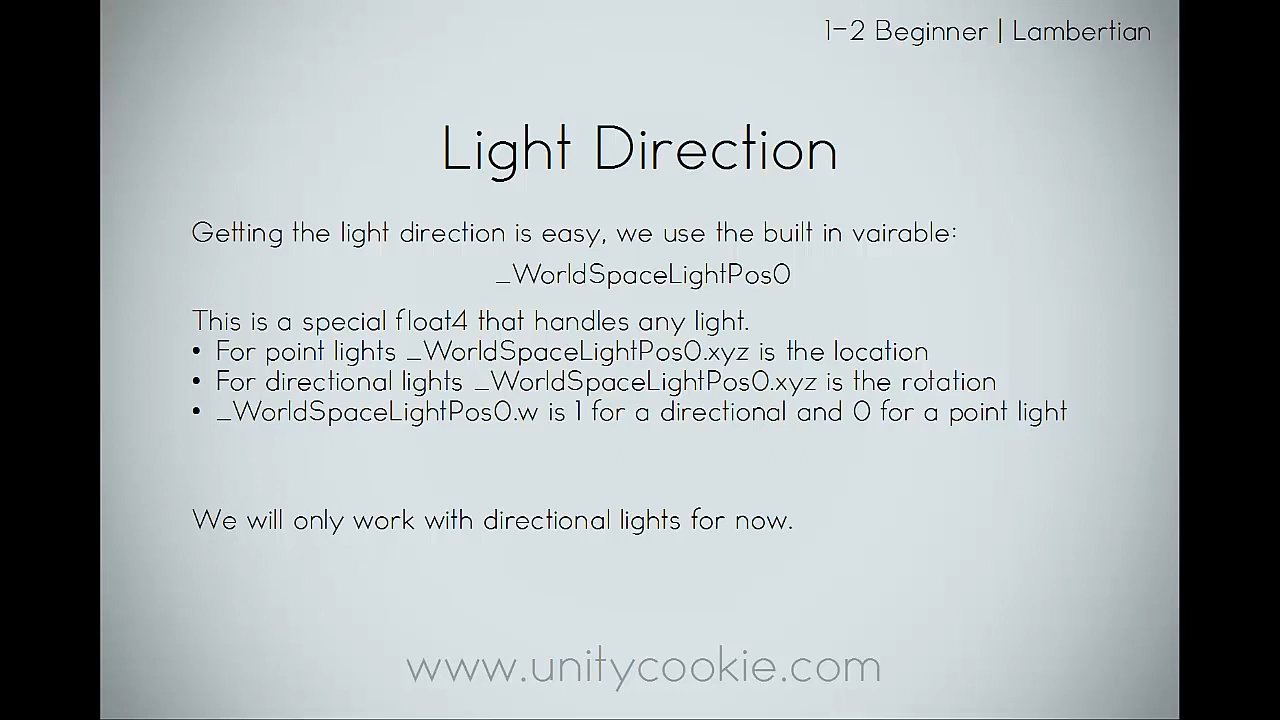 1-2 Beginner | Lambertian
Light Direction
Getting the light direction is easy, we use the built in vairable:
_WorldSpaceLightPos0
This is a special float4 that handles any light.
• For point lights _WorldSpaceLightPos0.xyz is the location
• For directional lights _WorldSpaceLightPos0.xyz is the rotation
• _WorldSpaceLightPos0.w is 1 for a directional and 0 for a point light
We will only work with directional lights for now.
www.unitycookie.com